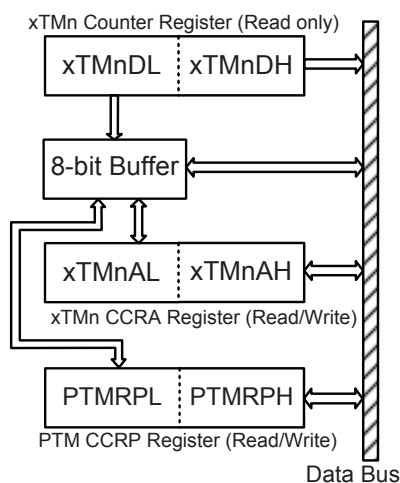 xTMn Counter Register (Read only)
xTMnDL xTMnDH
8-bit Buffer
xTMnAL xTMnAH
xTMn CCRA Register (Read/Write)
PTMRPL PTMRPH
PTM CCRP Register (Read/Write)
Data Bus